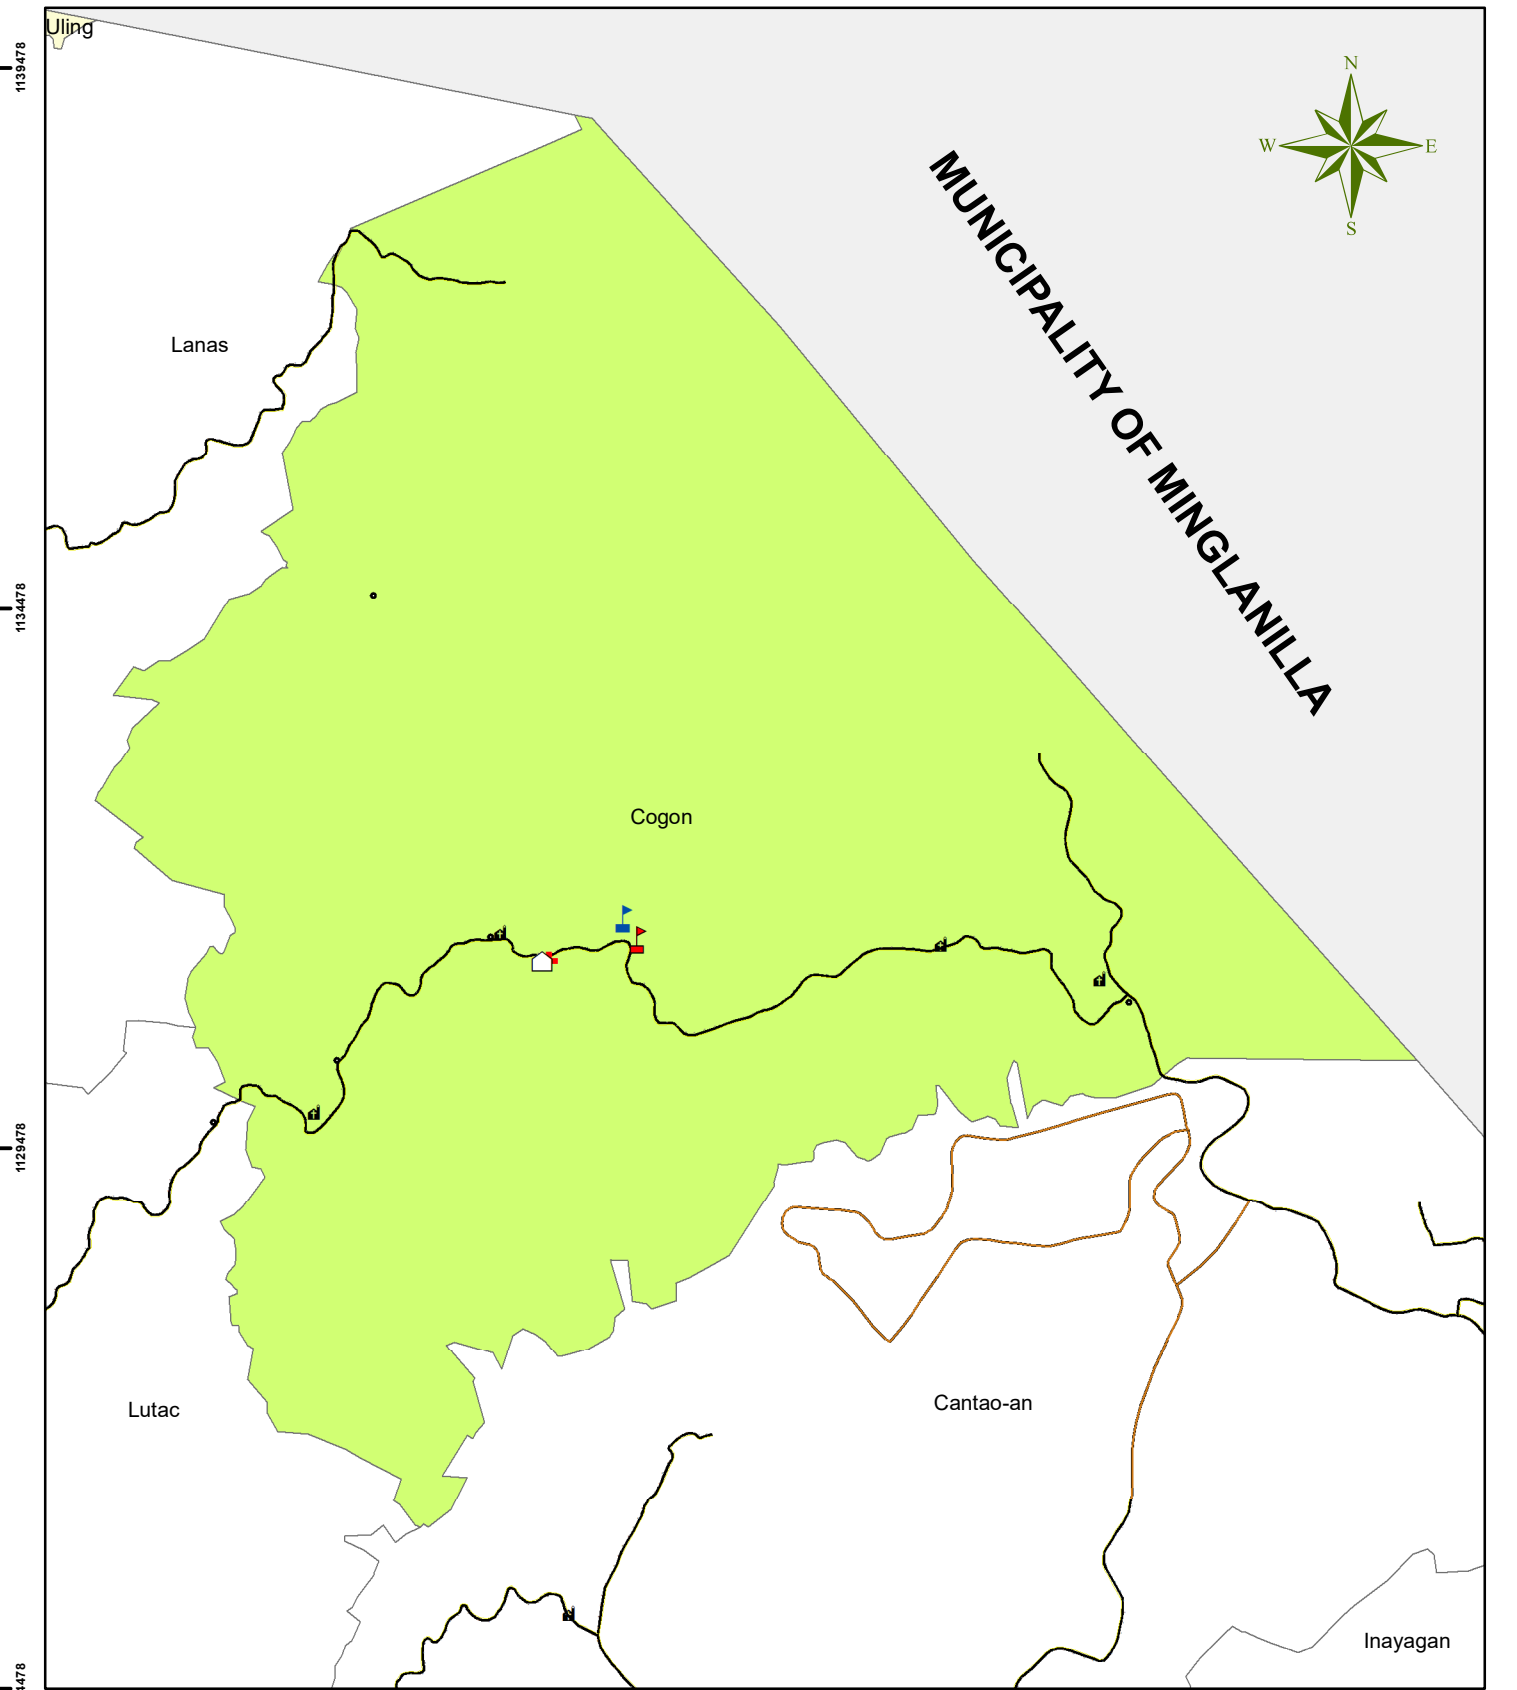 Uling
1139478
N
W
E
S
MUNICIPALITY OF MINGLANILLA
Lanas
1134478
Cogon
1129478
Lutac
Cantao-an
Inayagan